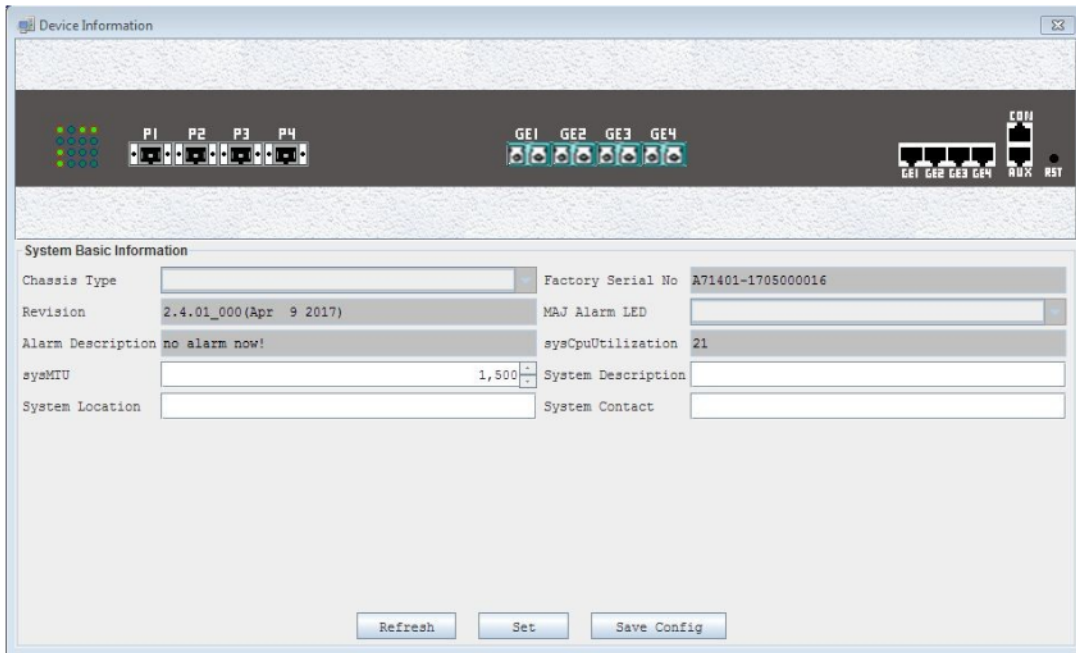 Device Information
P1 P2 P3 P4
GE1 GE2 GE3 GE4
CON
GE1 GE2 GE3 GE4 AUX RST
System Basic Information
Chassis Type Factory Serial No A71401-1705000016
Revision 2.4.01_000(Apr 9 2017) MAJ Alarm LED
Alarm Description no alarm now! sysCpuUtilization 21
sysMTU 1,500 System Description
System Location System Contact
Refresh Set Save Config